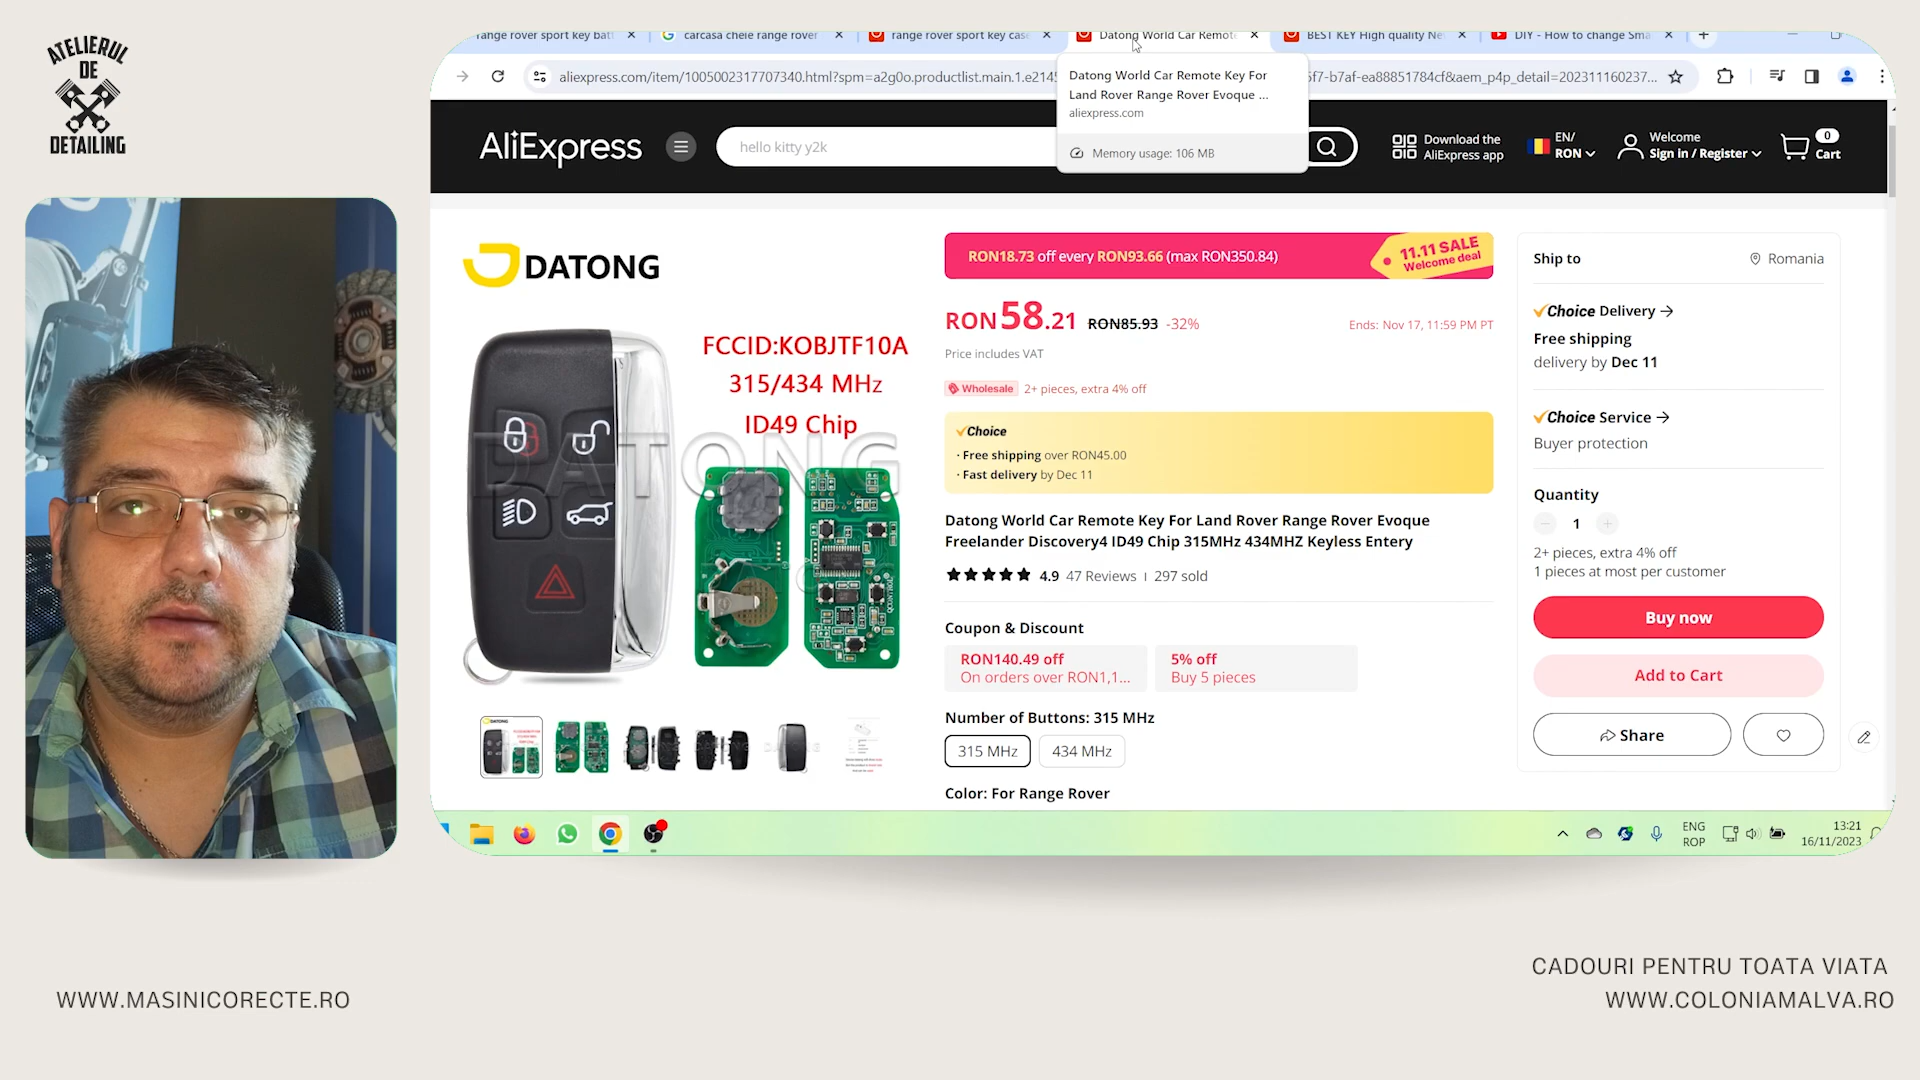 ATELIERUL
DE
DETAILING
range rover sport key batt
carcasa cheie range rover
range rover sport key case
Datong World Car Remote
BEST KEY High quality Ne
DIY - How to change Sma
aliexpress.com/item/1005002317707340.html?spm=a2g0o.productlist.main.1.e2145
5f7-b7af-ea88851784cf&aem_p4p_detail=202311160237...
Datong World Car Remote Key For
Land Rover Range Rover Evoque ...
aliexpress.com
Memory usage: 106 MB
AliExpress
hello kitty y2k
Download the
AliExpress app
EN/
RON
Welcome
Sign in / Register
0
Cart
DATONG
FCCID:KOBJTF10A
315/434 MHz
ID49 Chip
DATONG
RON18.73 off every RON93.66 (max RON350.84)
11.11 SALE
Welcome deal
RON58.21 RON85.93 -32%
Ends: Nov 17, 11:59 PM PT
Price includes VAT
Wholesale 2+ pieces, extra 4% off
Choice
· Free shipping over RON45.00
· Fast delivery by Dec 11
Datong World Car Remote Key For Land Rover Range Rover Evoque
Freelander Discovery4 ID49 Chip 315MHz 434MHZ Keyless Entery
4.9 47 Reviews | 297 sold
Coupon & Discount
RON140.49 off
On orders over RON1,1...
5% off
Buy 5 pieces
Number of Buttons: 315 MHz
315 MHz
434 MHz
Color: For Range Rover
Ship to
Romania
Choice Delivery
Free shipping
delivery by Dec 11
Choice Service
Buyer protection
Quantity
1
2+ pieces, extra 4% off
1 pieces at most per customer
Buy now
Add to Cart
Share
ENG
ROP
13:21
16/11/2023
WWW.MASINICORECTE.RO
CADOURI PENTRU TOATA VIATA
WWW.COLONIAMALVA.RO